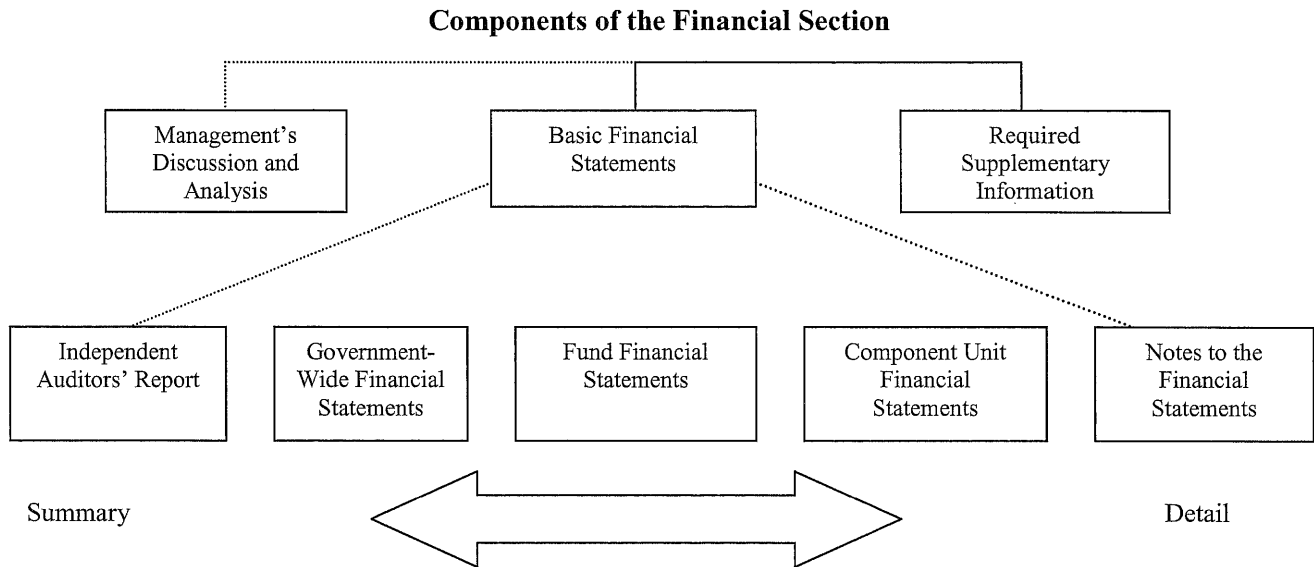 Components of the Financial Section
Management's
Discussion and
Analysis
Basic Financial
Statements
Required
Supplementary
Information
Independent
Auditors' Report
Government-
Wide Financial
Statements
Fund Financial
Statements
Component Unit
Financial
Statements
Notes to the
Financial
Statements
Summary
Detail